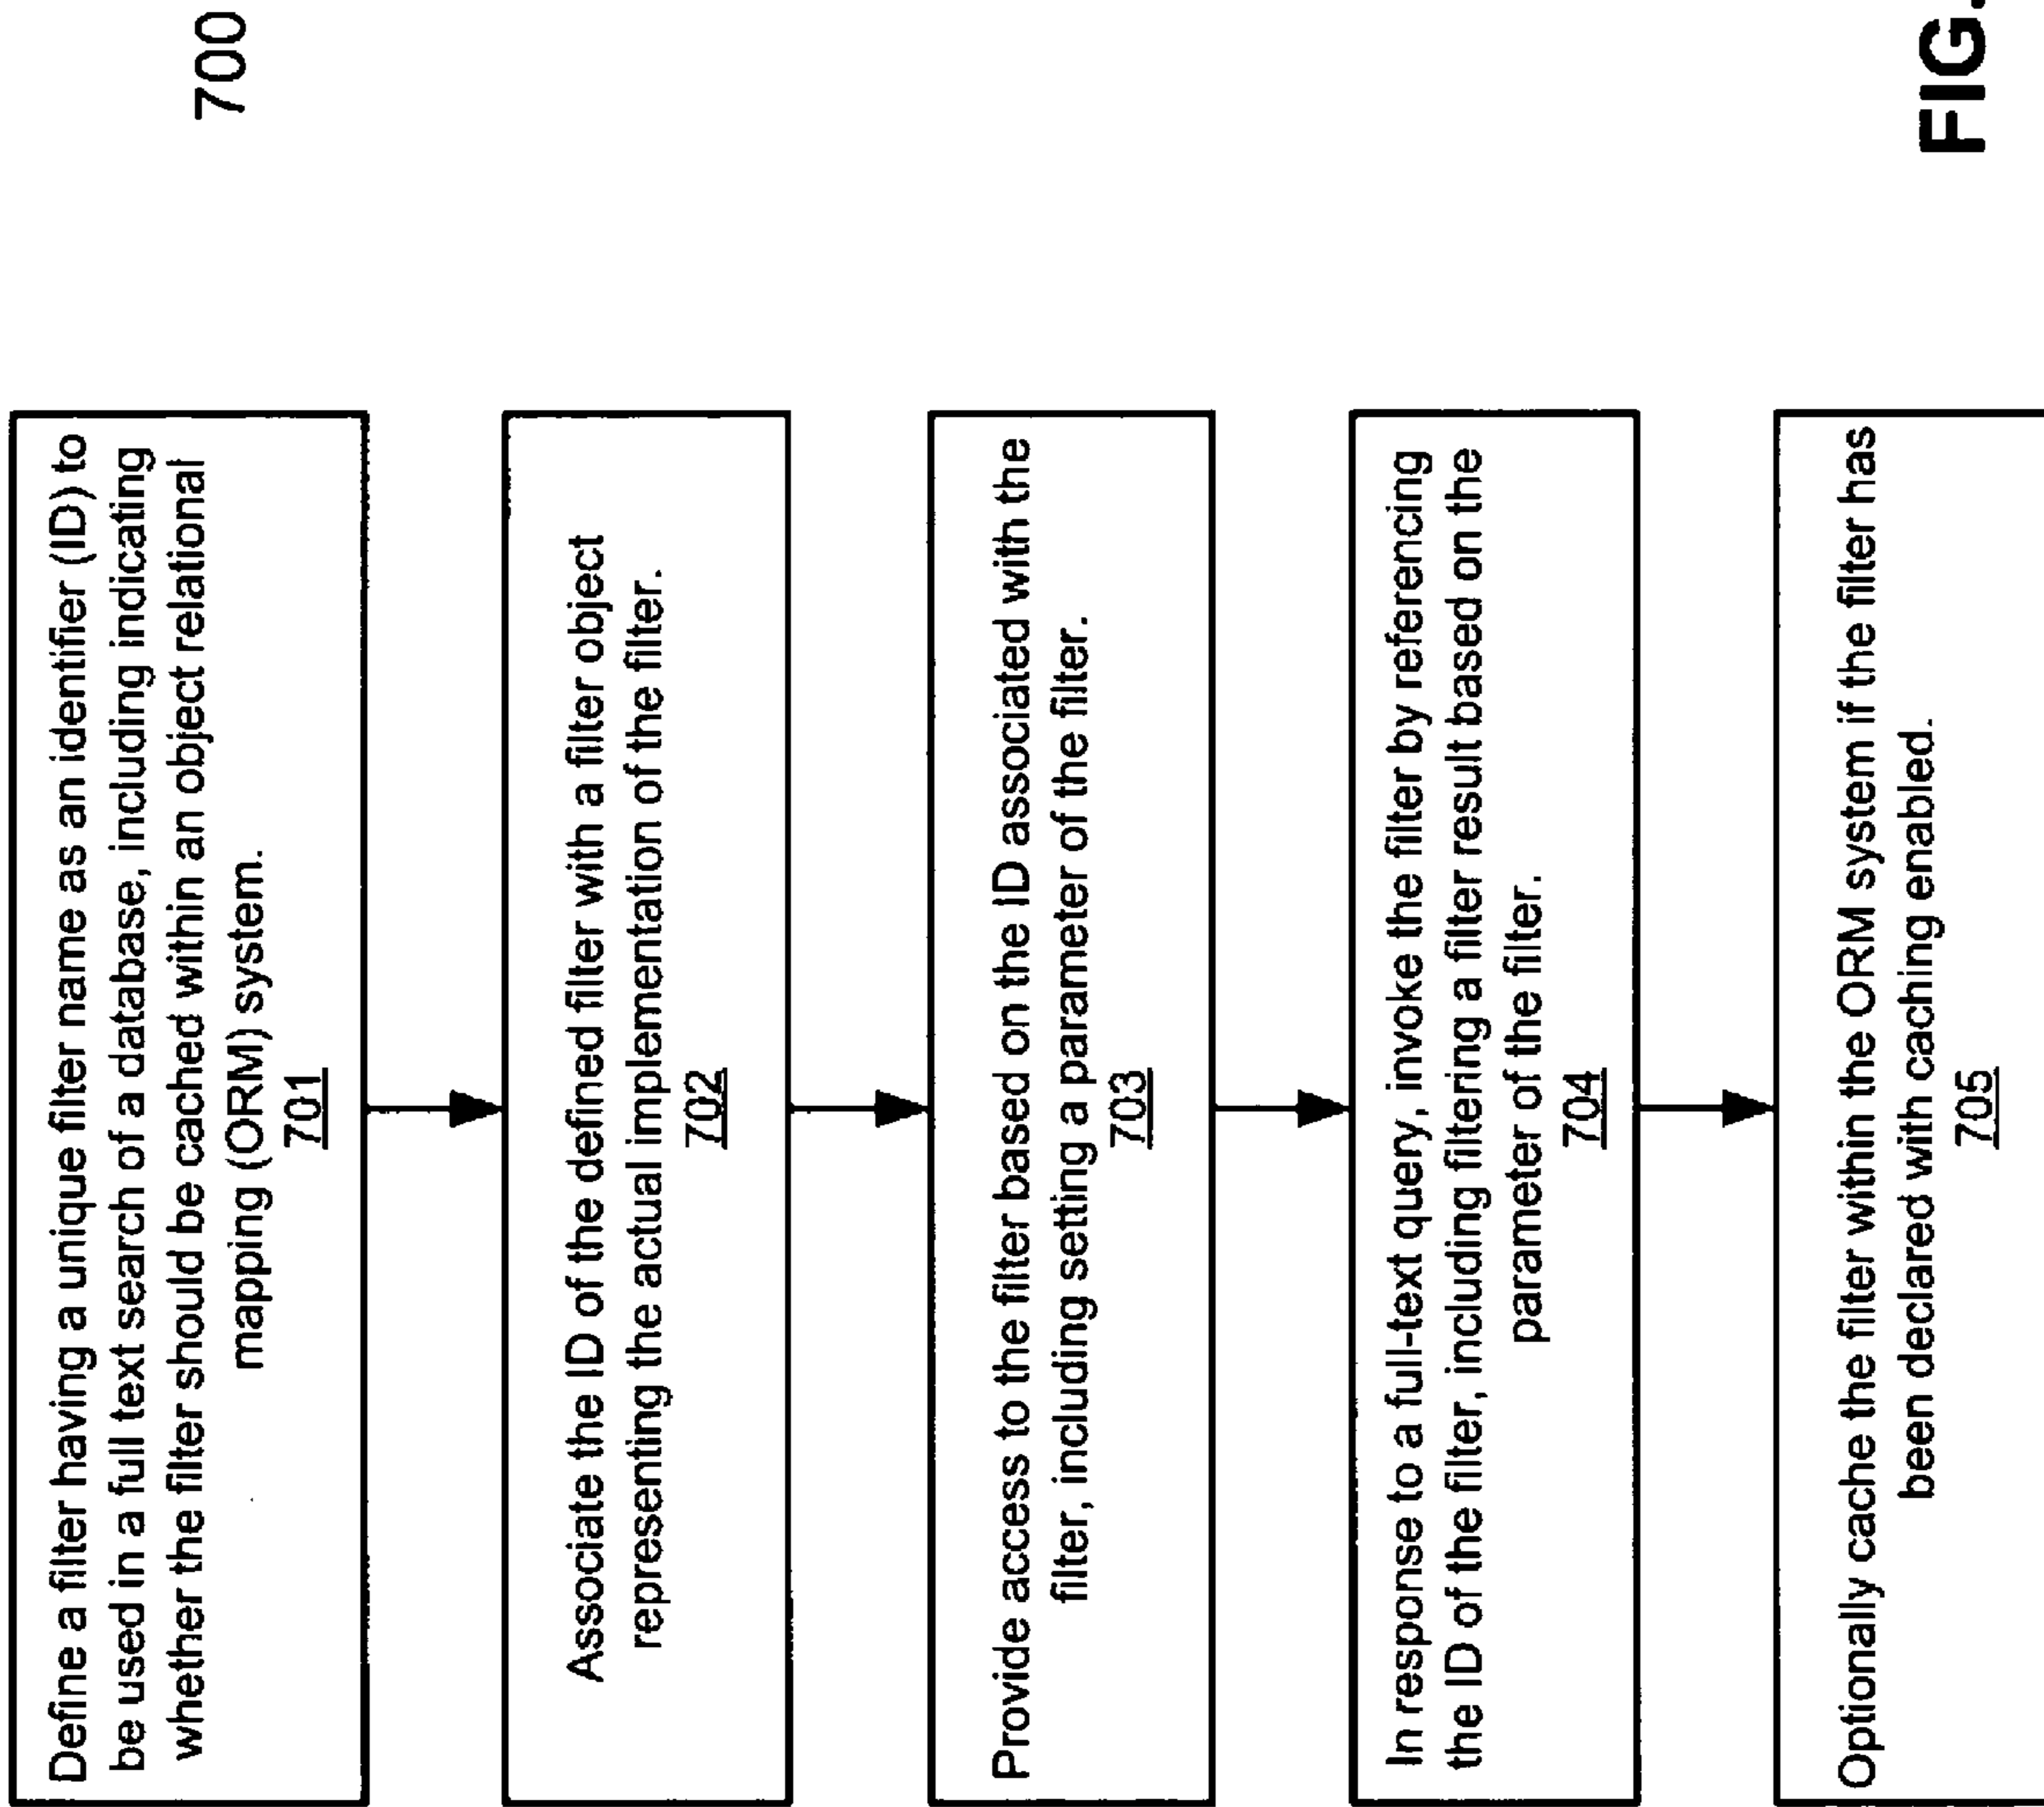 700
Define a filter having a unique filter name as an identifier (ID) to
be used in a full text search of a database, including indicating
whether the filter should be cached within an object relational
mapping (ORM) system.
701
Associate the ID of the defined filter with a filter object
representing the actual implementation of the filter.
702
Provide access to the filter based on the ID associated with the
filter, including setting a parameter of the filter.
703
In response to a full-text query, invoke the filter by referencing
the ID of the filter, including filtering a filter result based on the
parameter of the filter.
704
Optionally cache the filter within the ORM system if the filter has
been declared with caching enabled.
705
FIG.